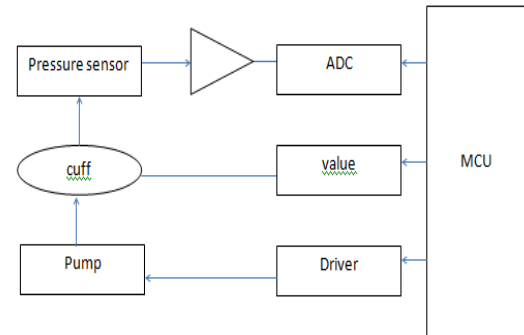 Pressure sensor
ADC
cuff
value
MCU
Pump
Driver